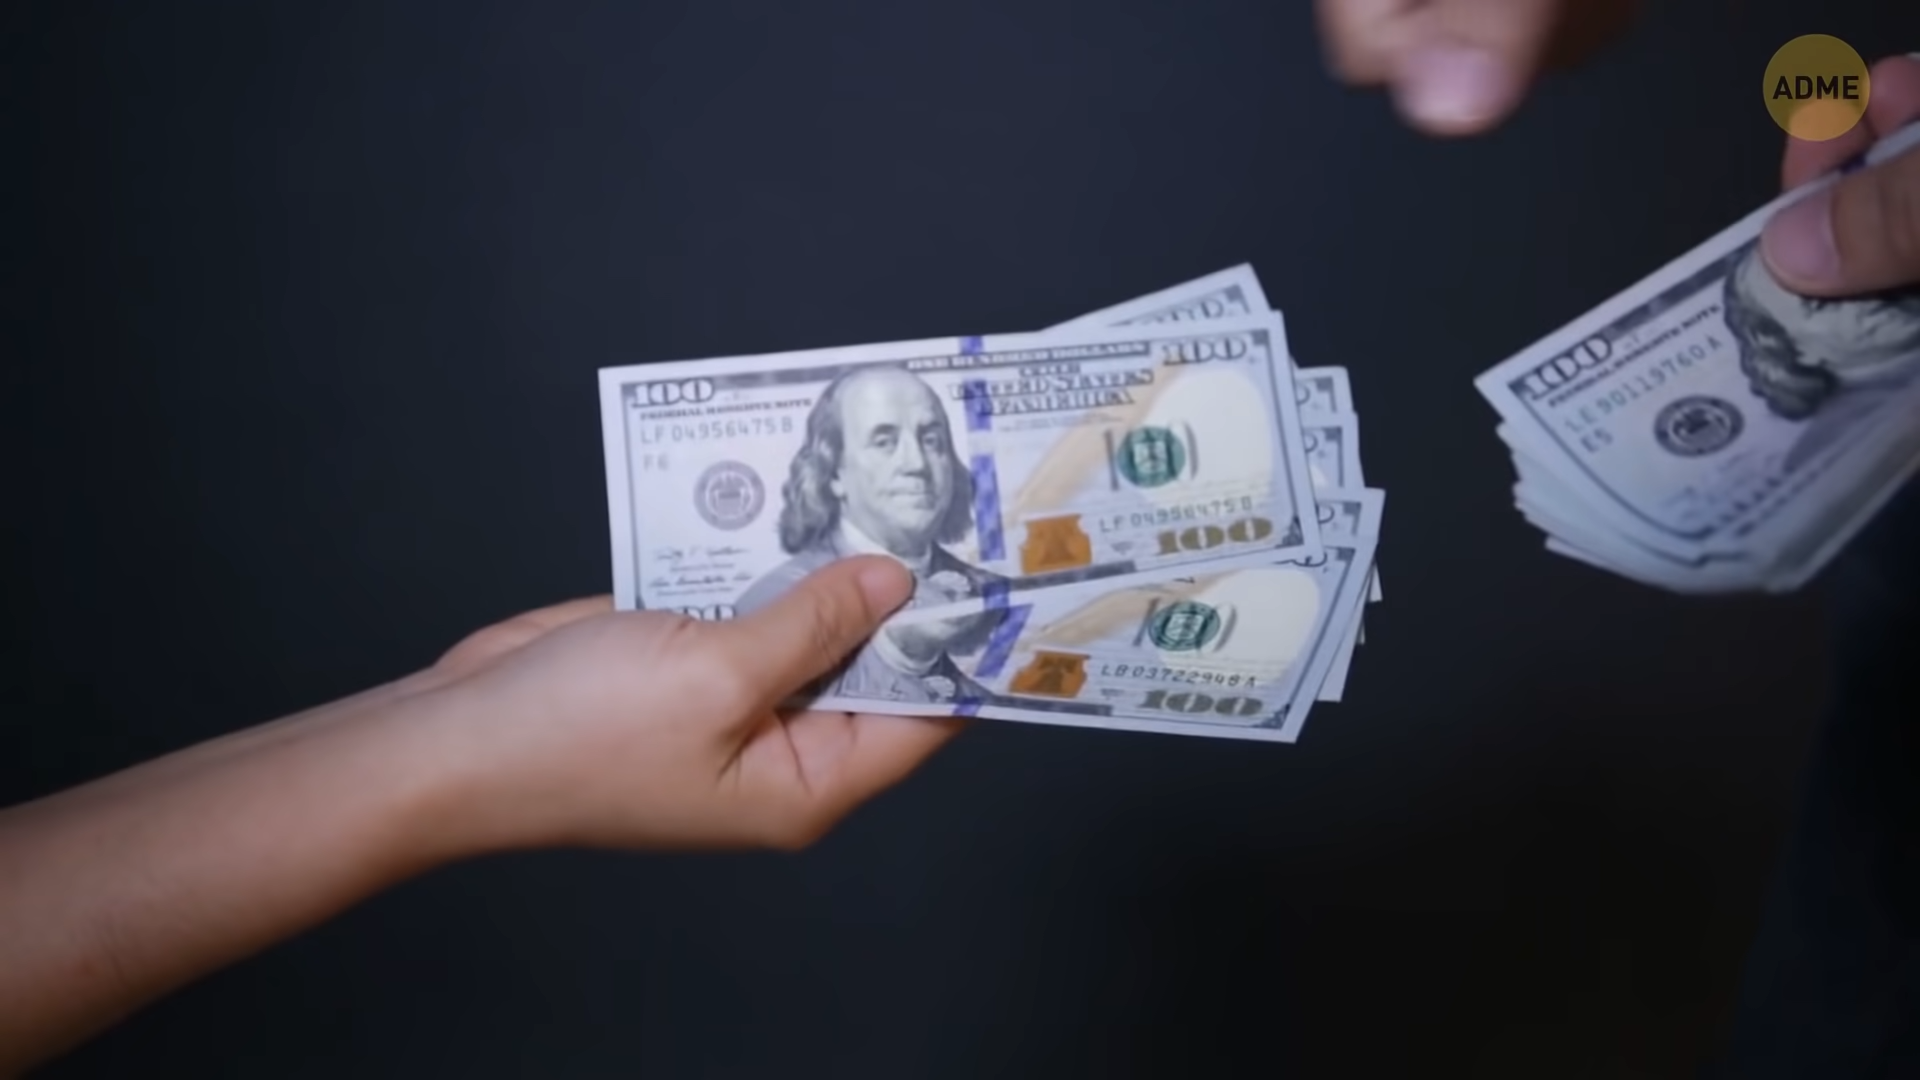 ADME
100
ONE HUNDRED DOLLARS
100
FEDERAL RESERVE NOTE
THE
UNITED STATES
OF AMERICA
LF 04956475 B
F6
LF 04956475 B
100
LB 03722948 A
100
100
FEDERAL RESERVE NOTE
LE 90119760 A
E5